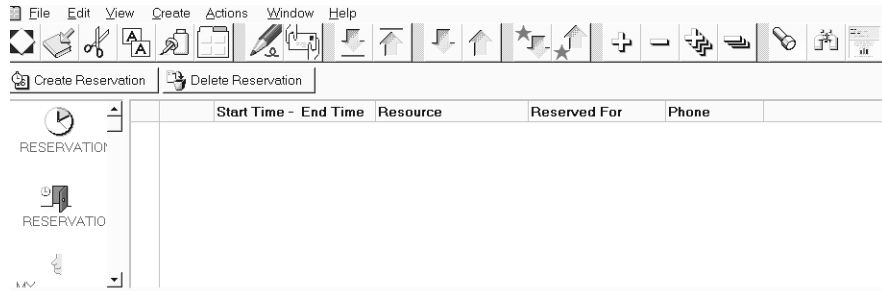 File Edit View Create Actions Window Help
Create Reservation Delete Reservation
Start Time - End Time Resource Reserved For Phone
RESERVATION
RESERVATIO
MY